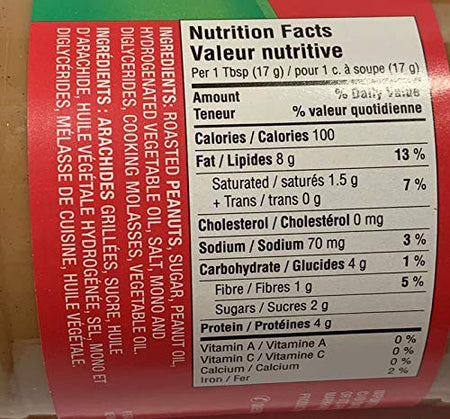 Nutrition Facts
Valeur nutritive
Per 1 Tbsp (17 g) / pour 1 c. à soupe (17 g)
Amount % Daily Value
Teneur % valeur quotidienne
Calories / Calories 100
Fat / Lipides 8 g 13 %
Saturated / saturés 1.5 g 7 %
+ Trans / trans 0 g
Cholesterol / Cholestérol 0 mg
Sodium / Sodium 70 mg 3 %
Carbohydrate / Glucides 4 g 1 %
Fibre / Fibres 1 g 5 %
Sugars / Sucres 2 g
Protein / Protéines 4 g
Vitamin A / Vitamine A 0 %
Vitamin C / Vitamine C 0 %
Calcium / Calcium 0 %
Iron / Fer 2 %
INGREDIENTS: ROASTED PEANUTS, SUGAR, PEANUT OIL,
HYDROGENATED VEGETABLE OIL, SALT, MONO AND
DIGLYCERIDES, COOKING MOLASSES, VEGETABLE OIL.
INGRÉDIENTS : ARACHIDES GRILLÉES, SUCRE, HUILE
D'ARACHIDE, HUILE VÉGÉTALE HYDROGÉNÉE, SEL, MONO ET
DIGLYCÉRIDES, MÉLASSE DE CUISINE, HUILE VÉGÉTALE.